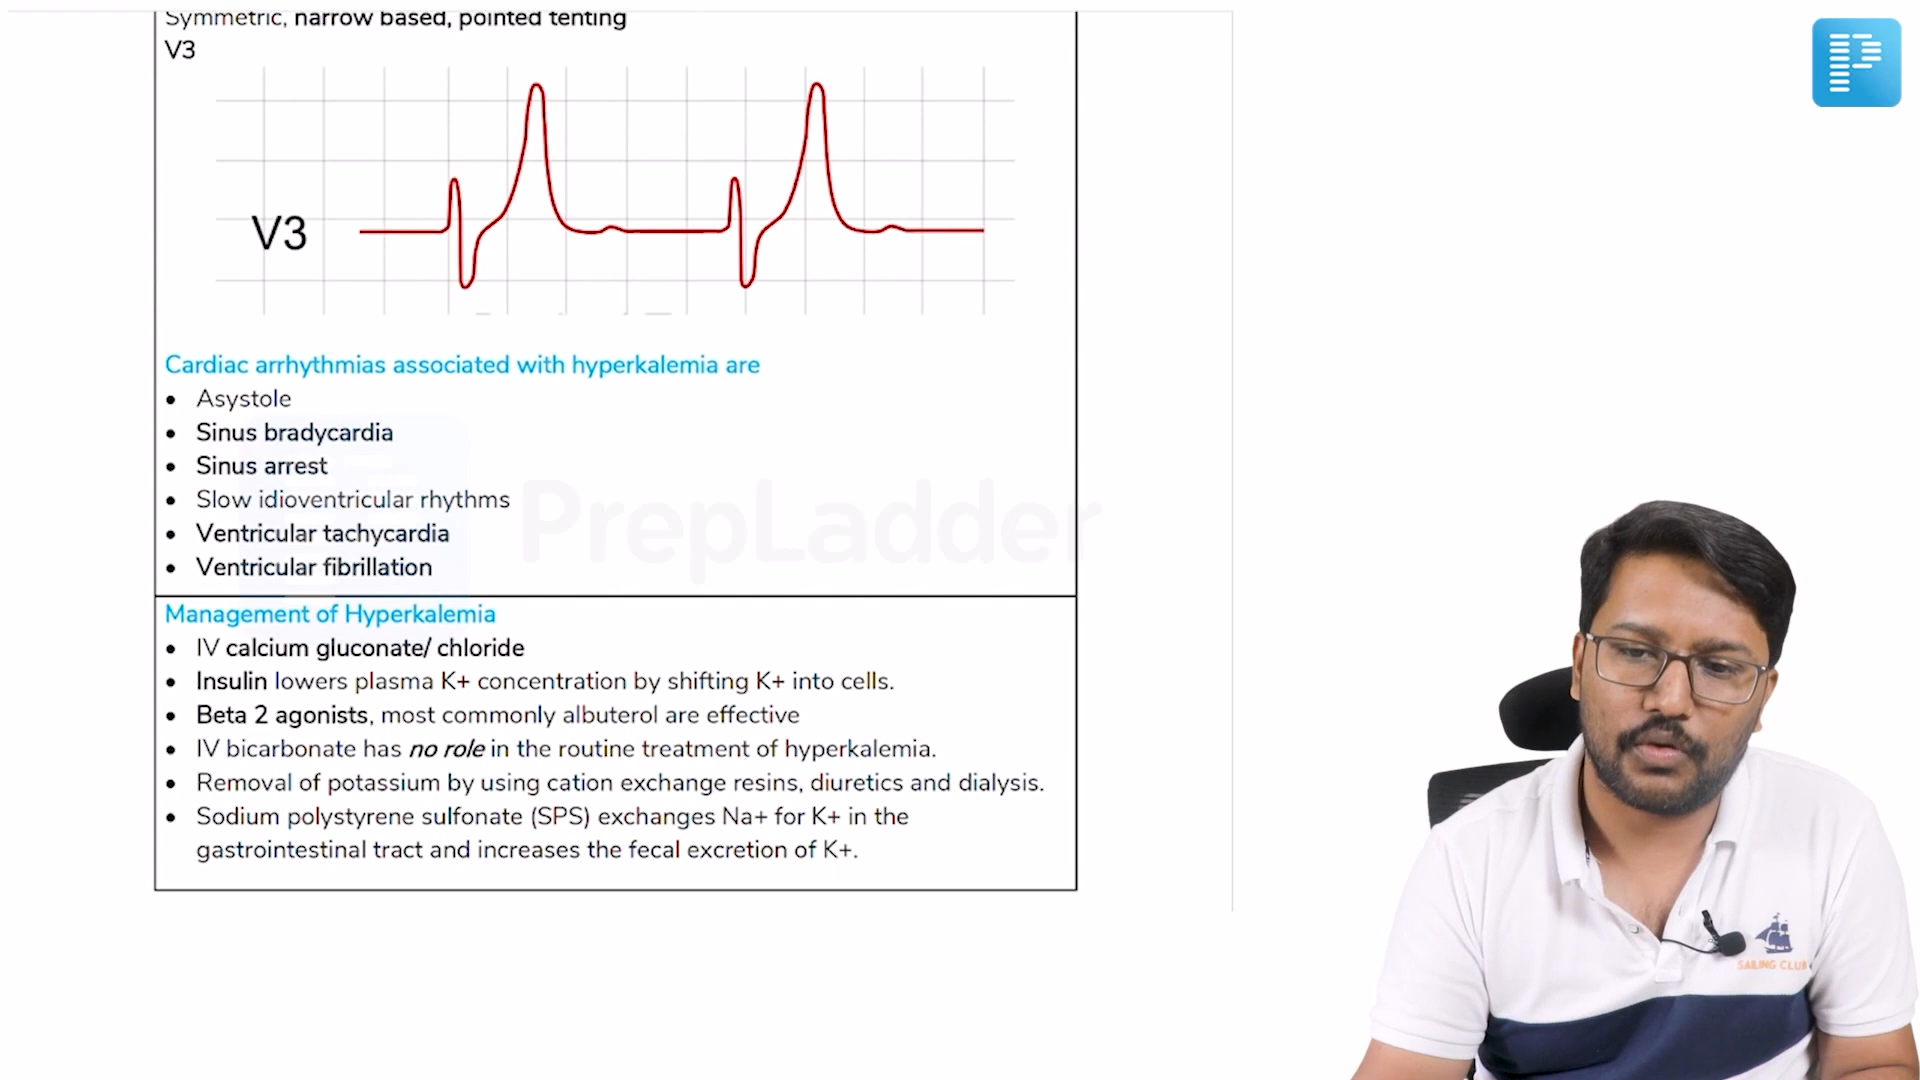 Symmetric, narrow based, pointed tenting
V3
V3
Cardiac arrhythmias associated with hyperkalemia are
• Asystole
• Sinus bradycardia
• Sinus arrest
• Slow idioventricular rhythms
• Ventricular tachycardia
• Ventricular fibrillation
PrepLadder
Management of Hyperkalemia
• IV calcium gluconate/ chloride
• Insulin lowers plasma K+ concentration by shifting K+ into cells.
• Beta 2 agonists, most commonly albuterol are effective
• IV bicarbonate has no role in the routine treatment of hyperkalemia.
• Removal of potassium by using cation exchange resins, diuretics and dialysis.
• Sodium polystyrene sulfonate (SPS) exchanges Na+ for K+ in the
gastrointestinal tract and increases the fecal excretion of K+.
SAILING CLUB